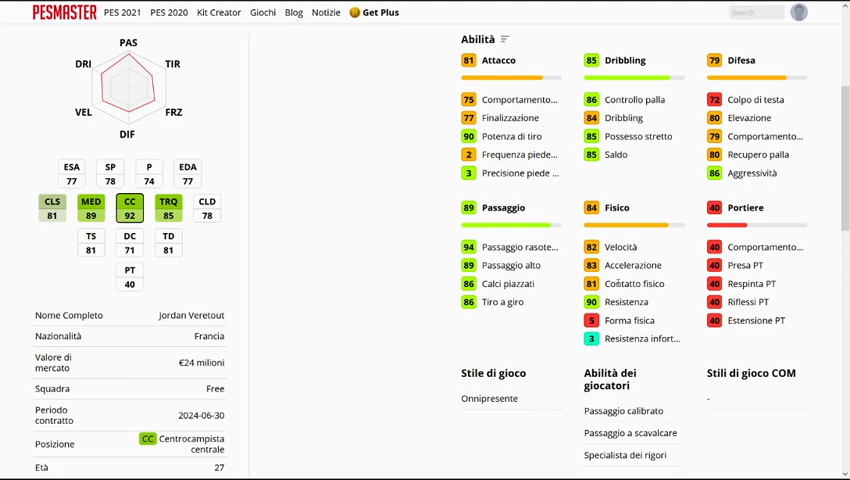 PESMASTER PES 2021 PES 2020 Kit Creator Giochi Blog Notizie Get Plus Search
PAS
DRI TIR
VEL FRZ
DIF
ESA SP P EDA
77 78 74 77
CLS MED CC TRQ CLD
81 89 92 85 78
TS DC TD
81 71 81
PT
40
Nome Completo Jordan Veretout
Nazionalità Francia
Valore di mercato €24 milioni
Squadra Free
Periodo contratto 2024-06-30
Posizione CC Centrocampista centrale
Età 27
Abilità
81 Attacco
75 Comportamento...
77 Finalizzazione
90 Potenza di tiro
2 Frequenza piede...
3 Precisione piede ...
85 Dribbling
86 Controllo palla
84 Dribbling
85 Possesso stretto
85 Saldo
79 Difesa
72 Colpo di testa
80 Elevazione
79 Comportamento...
80 Recupero palla
86 Aggressività
89 Passaggio
94 Passaggio rasote...
89 Passaggio alto
86 Calci piazzati
86 Tiro a giro
84 Fisico
82 Velocità
83 Accelerazione
81 Contatto fisico
90 Resistenza
5 Forma fisica
3 Resistenza infort...
40 Portiere
40 Comportamento...
40 Presa PT
40 Respinta PT
40 Riflessi PT
40 Estensione PT
Stile di gioco
Onnipresente
Abilità dei
giocatori
Passaggio calibrato
Passaggio a scavalcare
Specialista dei rigori
Stili di gioco COM
-